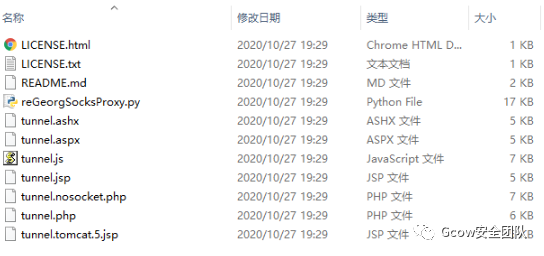 名称 修改日期 类型 大小
LICENSE.html 2020/10/27 19:29 Chrome HTML D... 1 KB
LICENSE.txt 2020/10/27 19:29 文本文档 1 KB
README.md 2020/10/27 19:29 MD 文件 2 KB
reGeorgSocksProxy.py 2020/10/27 19:29 Python File 17 KB
tunnel.ashx 2020/10/27 19:29 ASHX 文件 5 KB
tunnel.aspx 2020/10/27 19:29 ASPX 文件 5 KB
tunnel.js 2020/10/27 19:29 JavaScript 文件 7 KB
tunnel.jsp 2020/10/27 19:29 JSP 文件 5 KB
tunnel.nosocket.php 2020/10/27 19:29 PHP 文件 7 KB
tunnel.php 2020/10/27 19:29 PHP 文件 6 KB
tunnel.tomcat.5.jsp 2020/10/27 19:29 JSP 文件 KB
Gcow安全团队